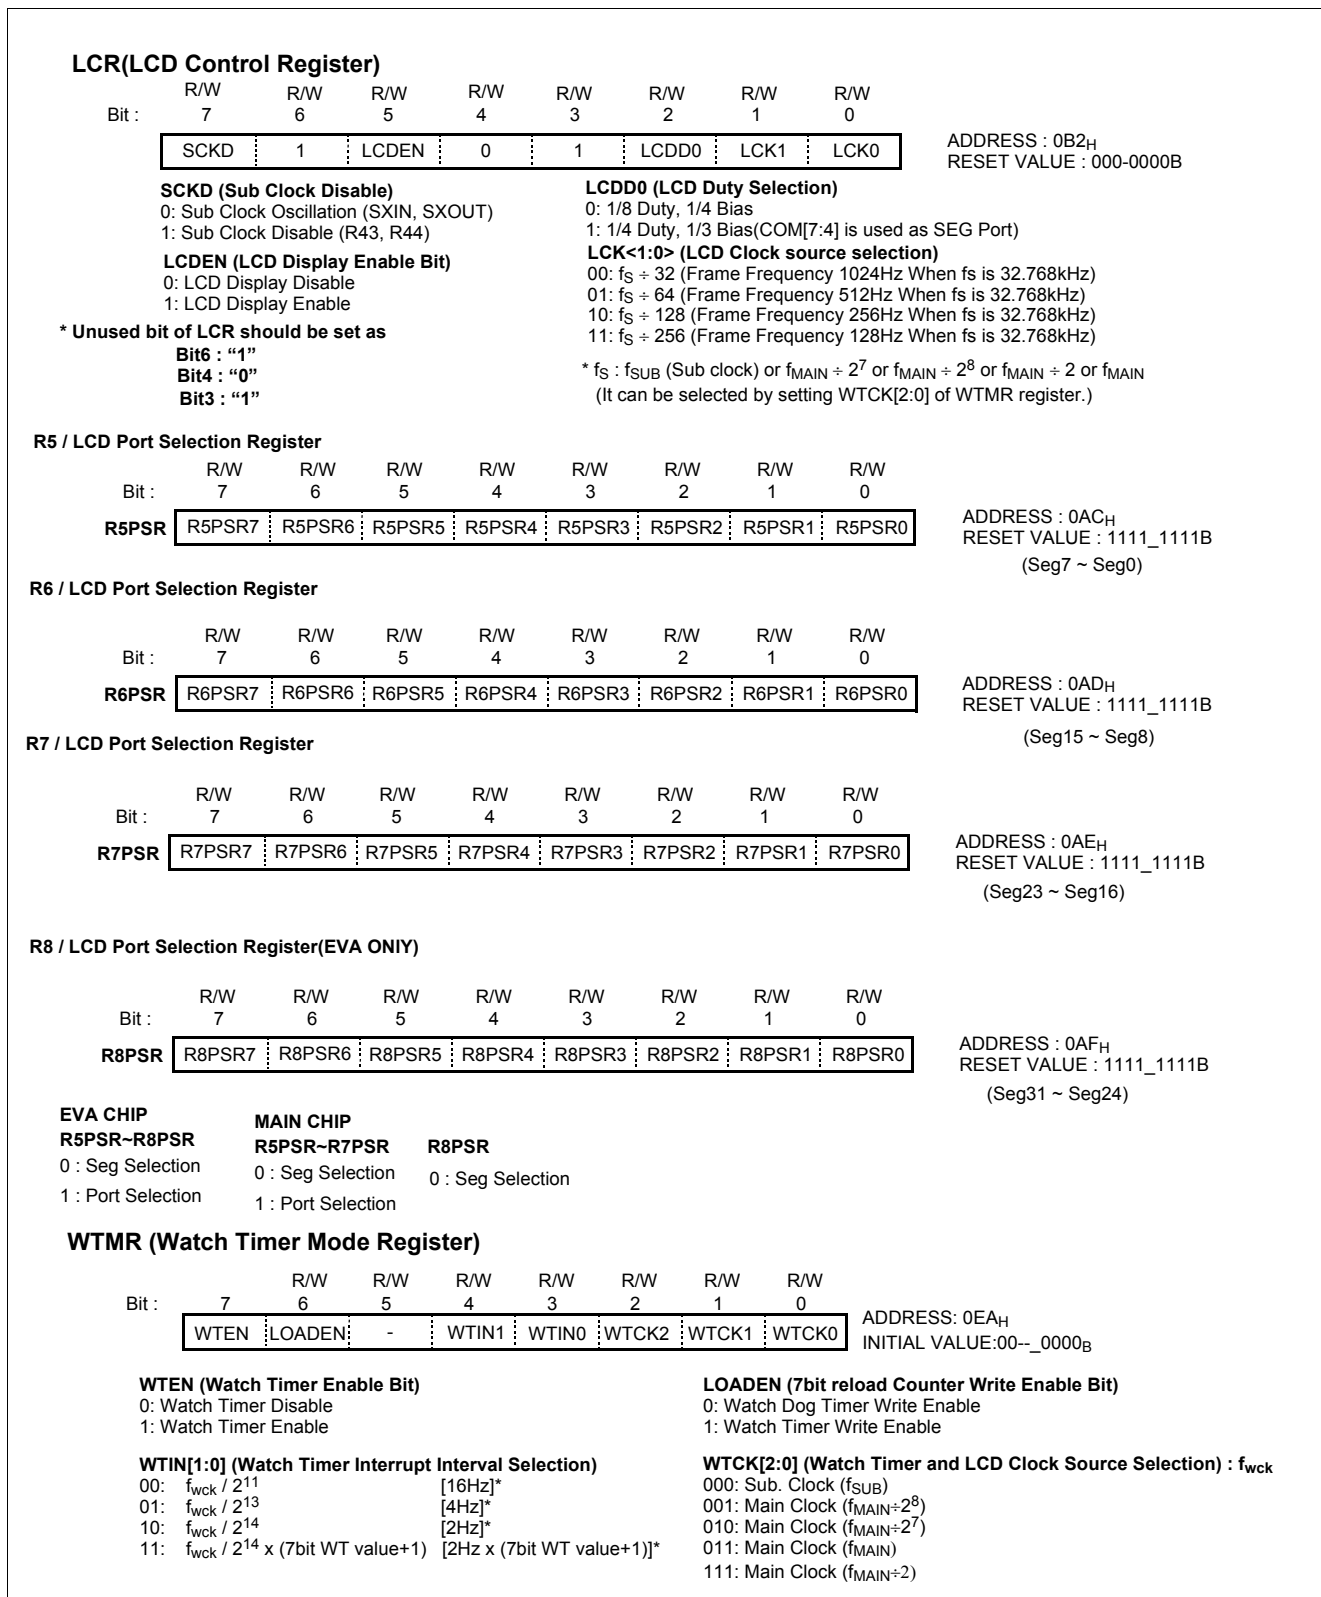 LCR(LCD Control Register)
R/W R/W R/W R/W R/W R/W R/W R/W
Bit : 7 6 5 4 3 2 1 0
SCKD 1 LCDEN 0 1 LCDD0 LCK1 LCK0
ADDRESS : 0B2H
RESET VALUE : 000-0000B
SCKD (Sub Clock Disable)
0: Sub Clock Oscillation (SXIN, SXOUT)
1: Sub Clock Disable (R43, R44)
LCDEN (LCD Display Enable Bit)
0: LCD Display Disable
1: LCD Display Enable
* Unused bit of LCR should be set as
Bit6 : “1”
Bit4 : “0”
Bit3 : “1”
LCDD0 (LCD Duty Selection)
0: 1/8 Duty, 1/4 Bias
1: 1/4 Duty, 1/3 Bias(COM[7:4] is used as SEG Port)
LCK<1:0> (LCD Clock source selection)
00: fS ÷ 32 (Frame Frequency 1024Hz When fs is 32.768kHz)
01: fS ÷ 64 (Frame Frequency 512Hz When fs is 32.768kHz)
10: fS ÷ 128 (Frame Frequency 256Hz When fs is 32.768kHz)
11: fS ÷ 256 (Frame Frequency 128Hz When fs is 32.768kHz)
* fS : fSUB (Sub clock) or fMAIN ÷ 2⁷ or fMAIN ÷ 2⁸ or fMAIN ÷ 2 or fMAIN
(It can be selected by setting WTCK[2:0] of WTMR register.)
R5 / LCD Port Selection Register
R/W R/W R/W R/W R/W R/W R/W R/W
Bit : 7 6 5 4 3 2 1 0
R5PSR R5PSR7 R5PSR6 R5PSR5 R5PSR4 R5PSR3 R5PSR2 R5PSR1 R5PSR0
ADDRESS : 0ACH
RESET VALUE : 1111_1111B
(Seg7 ~ Seg0)
R6 / LCD Port Selection Register
R/W R/W R/W R/W R/W R/W R/W R/W
Bit : 7 6 5 4 3 2 1 0
R6PSR R6PSR7 R6PSR6 R6PSR5 R6PSR4 R6PSR3 R6PSR2 R6PSR1 R6PSR0
ADDRESS : 0ADH
RESET VALUE : 1111_1111B
(Seg15 ~ Seg8)
R7 / LCD Port Selection Register
R/W R/W R/W R/W R/W R/W R/W R/W
Bit : 7 6 5 4 3 2 1 0
R7PSR R7PSR7 R7PSR6 R7PSR5 R7PSR4 R7PSR3 R7PSR2 R7PSR1 R7PSR0
ADDRESS : 0AEH
RESET VALUE : 1111_1111B
(Seg23 ~ Seg16)
R8 / LCD Port Selection Register(EVA ONIY)
R/W R/W R/W R/W R/W R/W R/W R/W
Bit : 7 6 5 4 3 2 1 0
R8PSR R8PSR7 R8PSR6 R8PSR5 R8PSR4 R8PSR3 R8PSR2 R8PSR1 R8PSR0
ADDRESS : 0AFH
RESET VALUE : 1111_1111B
(Seg31 ~ Seg24)
EVA CHIP
R5PSR~R8PSR
0 : Seg Selection
1 : Port Selection
MAIN CHIP
R5PSR~R7PSR
0 : Seg Selection
1 : Port Selection
R8PSR
0 : Seg Selection
WTMR (Watch Timer Mode Register)
R/W R/W R/W R/W R/W R/W R/W
Bit : 7 6 5 4 3 2 1 0
WTEN LOADEN - WTIN1 WTIN0 WTCK2 WTCK1 WTCK0
ADDRESS: 0EAH
INITIAL VALUE:00--_0000B
WTEN (Watch Timer Enable Bit)
0: Watch Timer Disable
1: Watch Timer Enable
LOADEN (7bit reload Counter Write Enable Bit)
0: Watch Dog Timer Write Enable
1: Watch Timer Write Enable
WTIN[1:0] (Watch Timer Interrupt Interval Selection)
00: fwck / 2¹¹ [16Hz]*
01: fwck / 2¹³ [4Hz]*
10: fwck / 2¹⁴ [2Hz]*
11: fwck / 2¹⁴ x (7bit WT value+1) [2Hz x (7bit WT value+1)]*
WTCK[2:0] (Watch Timer and LCD Clock Source Selection) : fwck
000: Sub. Clock (fSUB)
001: Main Clock (fMAIN÷2⁸)
010: Main Clock (fMAIN÷2⁷)
011: Main Clock (fMAIN)
111: Main Clock (fMAIN÷2)